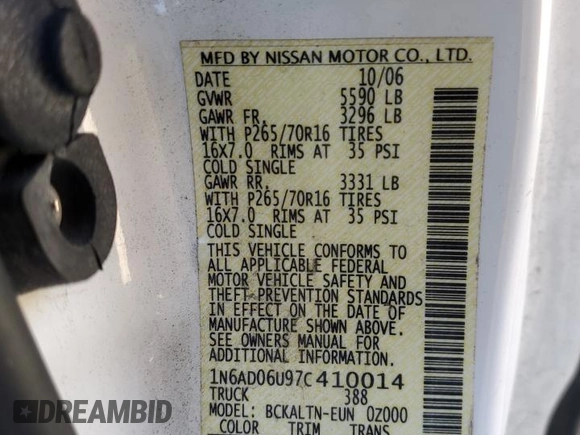 MFD BY NISSAN MOTOR CO., LTD.
DATE 10/06
GVWR 5590 LB
GAWR FR. 3296 LB
WITH P265/70R16 TIRES
16X7.0 RIMS AT 35 PSI
COLD SINGLE
GAWR RR. 3331 LB
WITH P265/70R16 TIRES
16X7.0 RIMS AT 35 PSI
COLD SINGLE
THIS VEHICLE CONFORMS TO
ALL APPLICABLE FEDERAL
MOTOR VEHICLE SAFETY AND
THEFT PREVENTION STANDARDS
IN EFFECT ON THE DATE OF
MANUFACTURE SHOWN ABOVE.
SEE OWNERS MANUAL FOR
ADDITIONAL INFORMATION.
1N6AD06U97C410014
TRUCK 388
MODEL: BCKALTN-EUN 0Z000
COLOR TRIM TRANS
DREAMBID